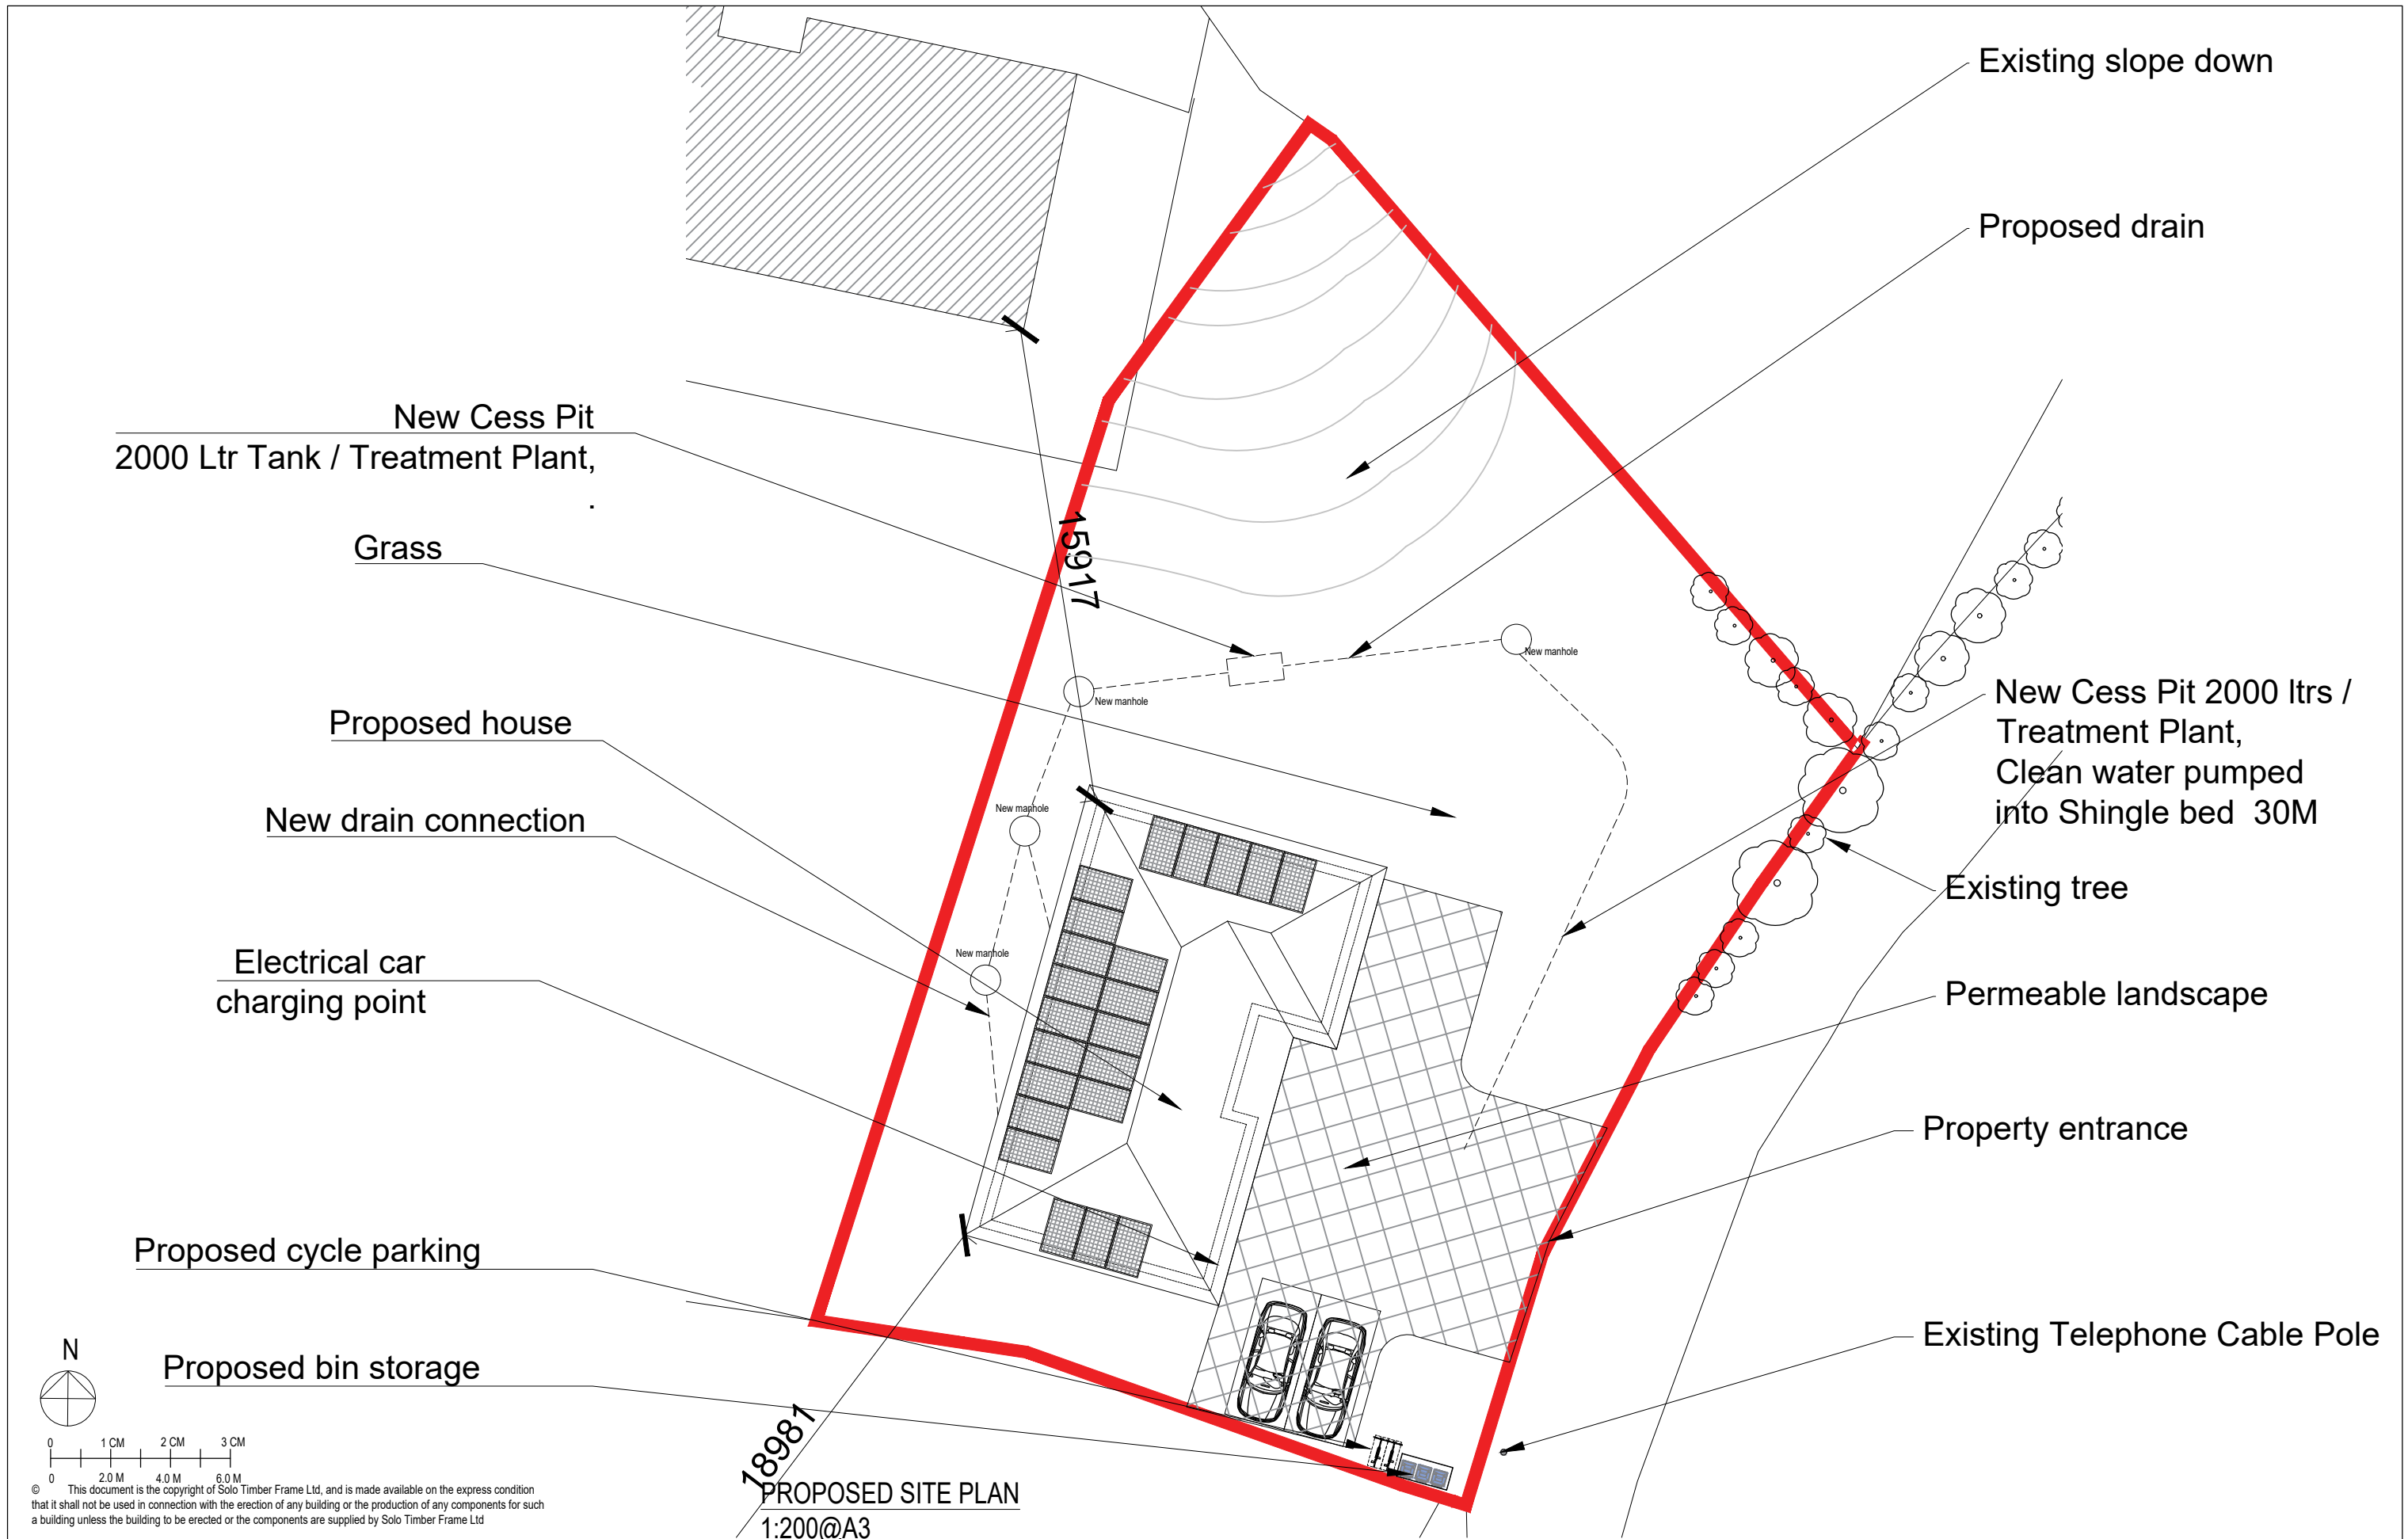 Existing slope down
Proposed drain
New Cess Pit
2000 Ltr Tank / Treatment Plant,
.
Grass
15917
New manhole
New manhole
New Cess Pit 2000 ltrs /
Treatment Plant,
Clean water pumped
into Shingle bed 30M
Proposed house
New manhole
New drain connection
Existing tree
New manhole
Electrical car
charging point
Permeable landscape
Property entrance
Proposed cycle parking
Existing Telephone Cable Pole
N
Proposed bin storage
18981
0 1 CM 2 CM 3 CM
0 2.0 M 4.0 M 6.0 M
© This document is the copyright of Solo Timber Frame Ltd, and is made available on the express condition
that it shall not be used in connection with the erection of any building or the production of any components for such
a building unless the building to be erected or the components are supplied by Solo Timber Frame Ltd
PROPOSED SITE PLAN
1:200@A3